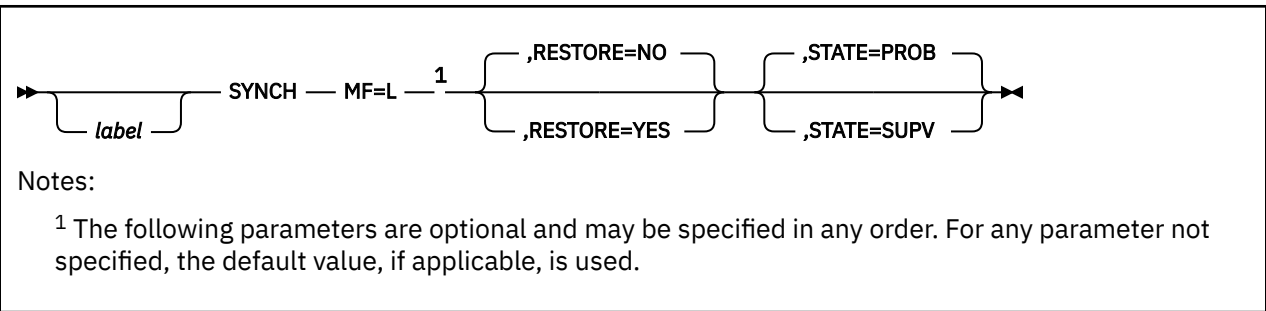 ,RESTORE=NO ,STATE=PROB
SYNCH MF=L 1
label ,RESTORE=YES ,STATE=SUPV
Notes:
1 The following parameters are optional and may be specified in any order. For any parameter not
specified, the default value, if applicable, is used.